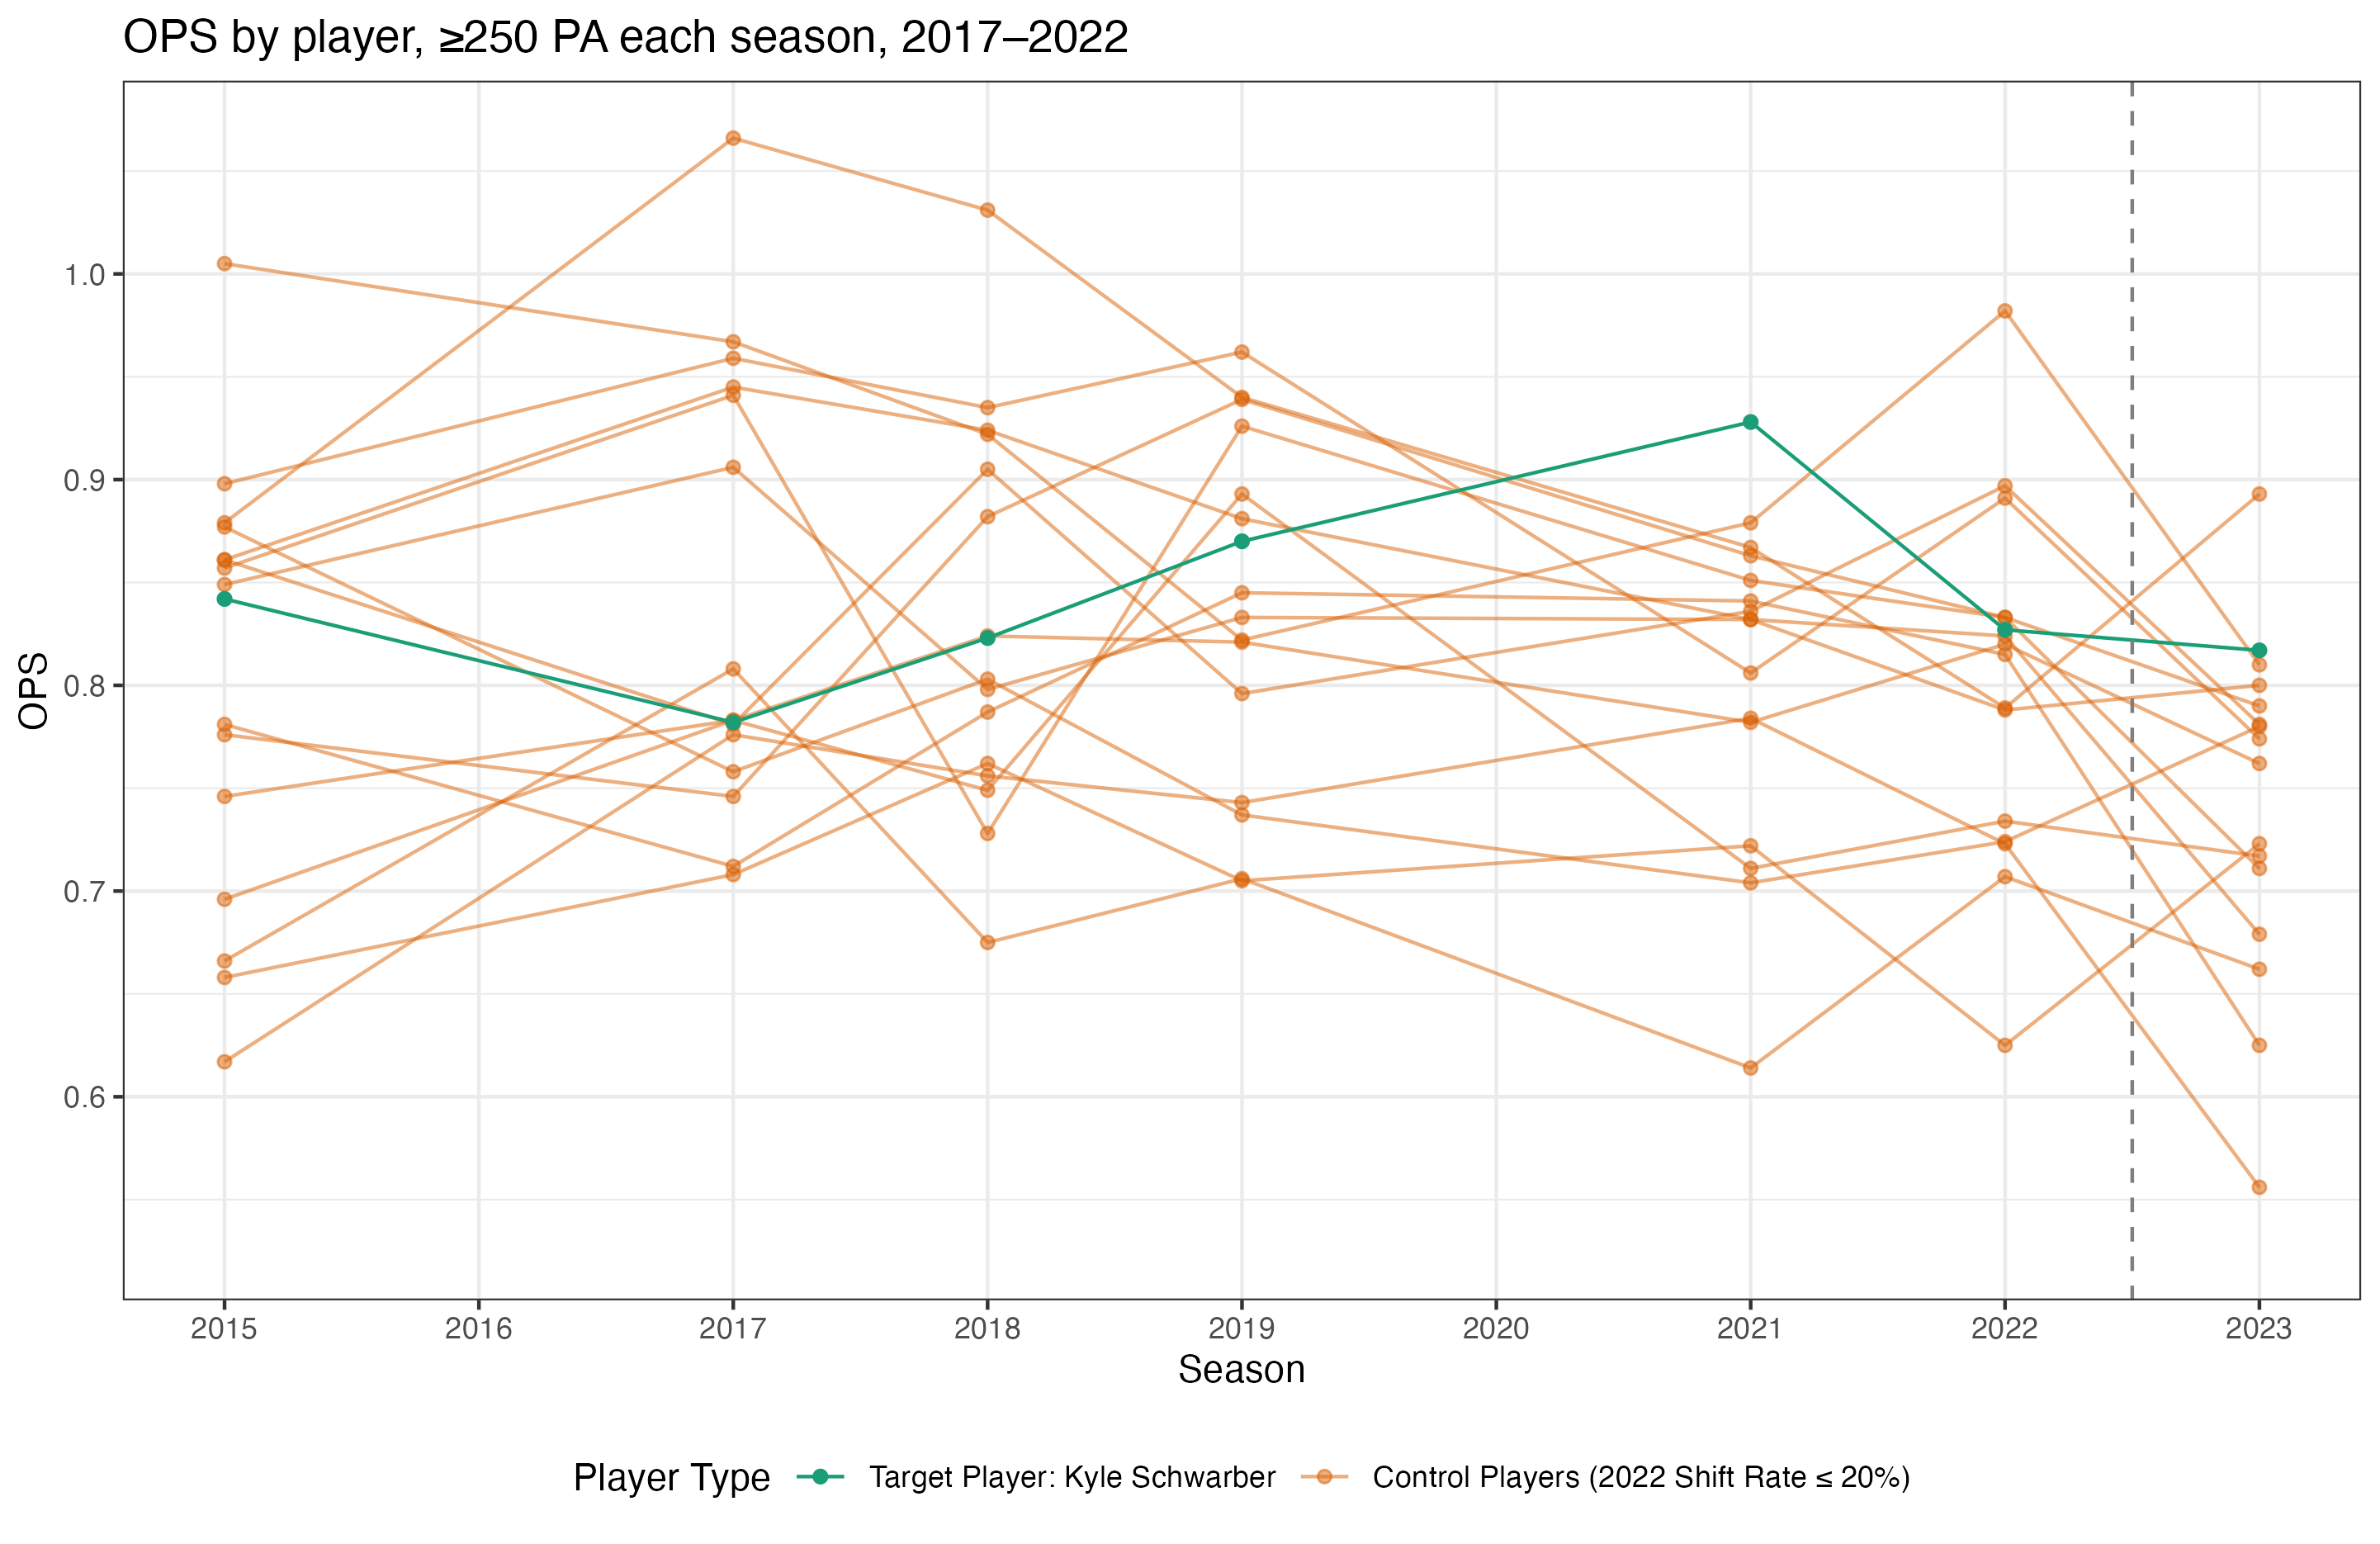 OPS by player, ≥250 PA each season, 2017–2022
OPS
1.0
0.9
0.8
0.7
0.6
2015 2016 2017 2018 2019 2020 2021 2022 2023
Season
Player Type Target Player: Kyle Schwarber Control Players (2022 Shift Rate ≤ 20%)